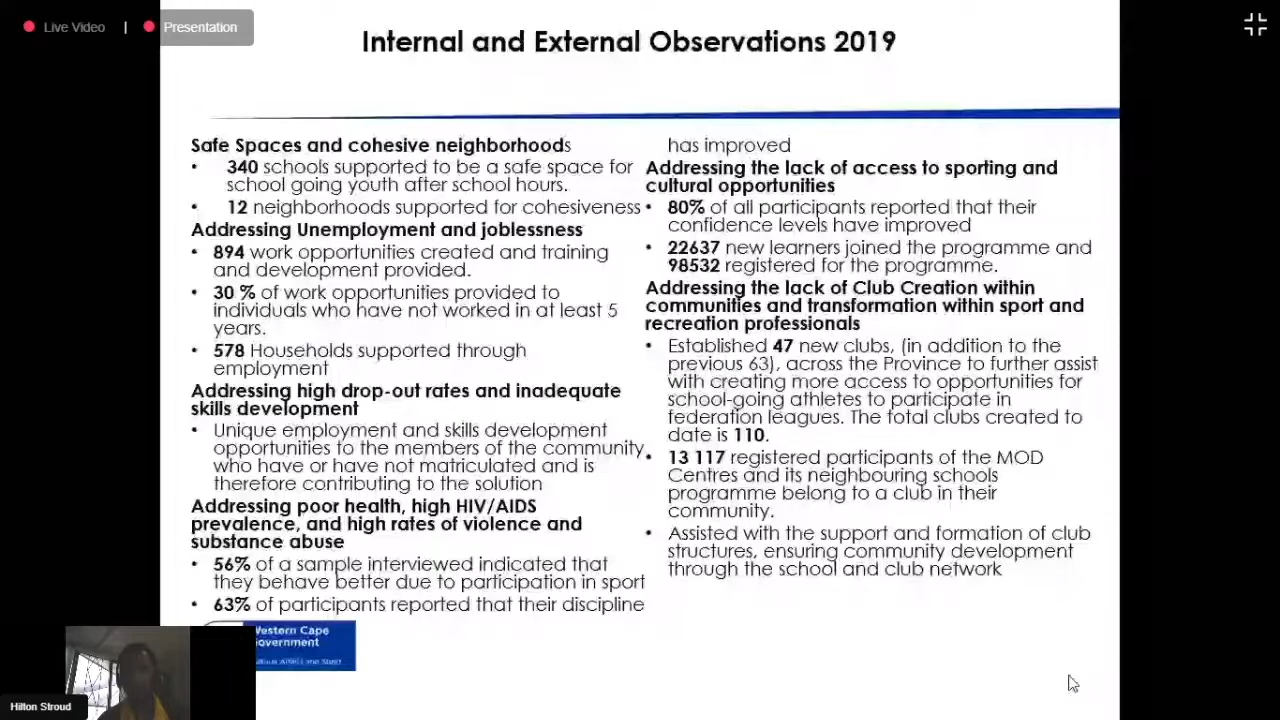 Live Video | Presentation
Internal and External Observations 2019
Safe Spaces and cohesive neighborhoods
• 340 schools supported to be a safe space for
school going youth after school hours.
• 12 neighborhoods supported for cohesiveness
Addressing Unemployment and joblessness
• 894 work opportunities created and training
and development provided.
• 30 % of work opportunities provided to
individuals who have not worked in at least 5
years.
• 578 Households supported through
employment
Addressing high drop-out rates and inadequate
skills development
• Unique employment and skills development
opportunities to the members of the community
who have or have not matriculated and is
therefore contributing to the solution
Addressing poor health, high HIV/AIDS
prevalence, and high rates of violence and
substance abuse
• 56% of a sample interviewed indicated that
they behave better due to participation in sport
• 63% of participants reported that their discipline
has improved
Addressing the lack of access to sporting and
cultural opportunities
• 80% of all participants reported that their
confidence levels have improved
• 22637 new learners joined the programme and
98532 registered for the programme.
Addressing the lack of Club Creation within
communities and transformation within sport and
recreation professionals
• Established 47 new clubs, (in addition to the
previous 63), across the Province to further assist
with creating more access to opportunities for
school-going athletes to participate in
federation leagues. The total clubs created to
date is 110.
• 13 117 registered participants of the MOD
Centres and its neighbouring schools
programme belong to a club in their
community.
• Assisted with the support and formation of club
structures, ensuring community development
through the school and club network
Western Cape
Government
Hilton Stroud